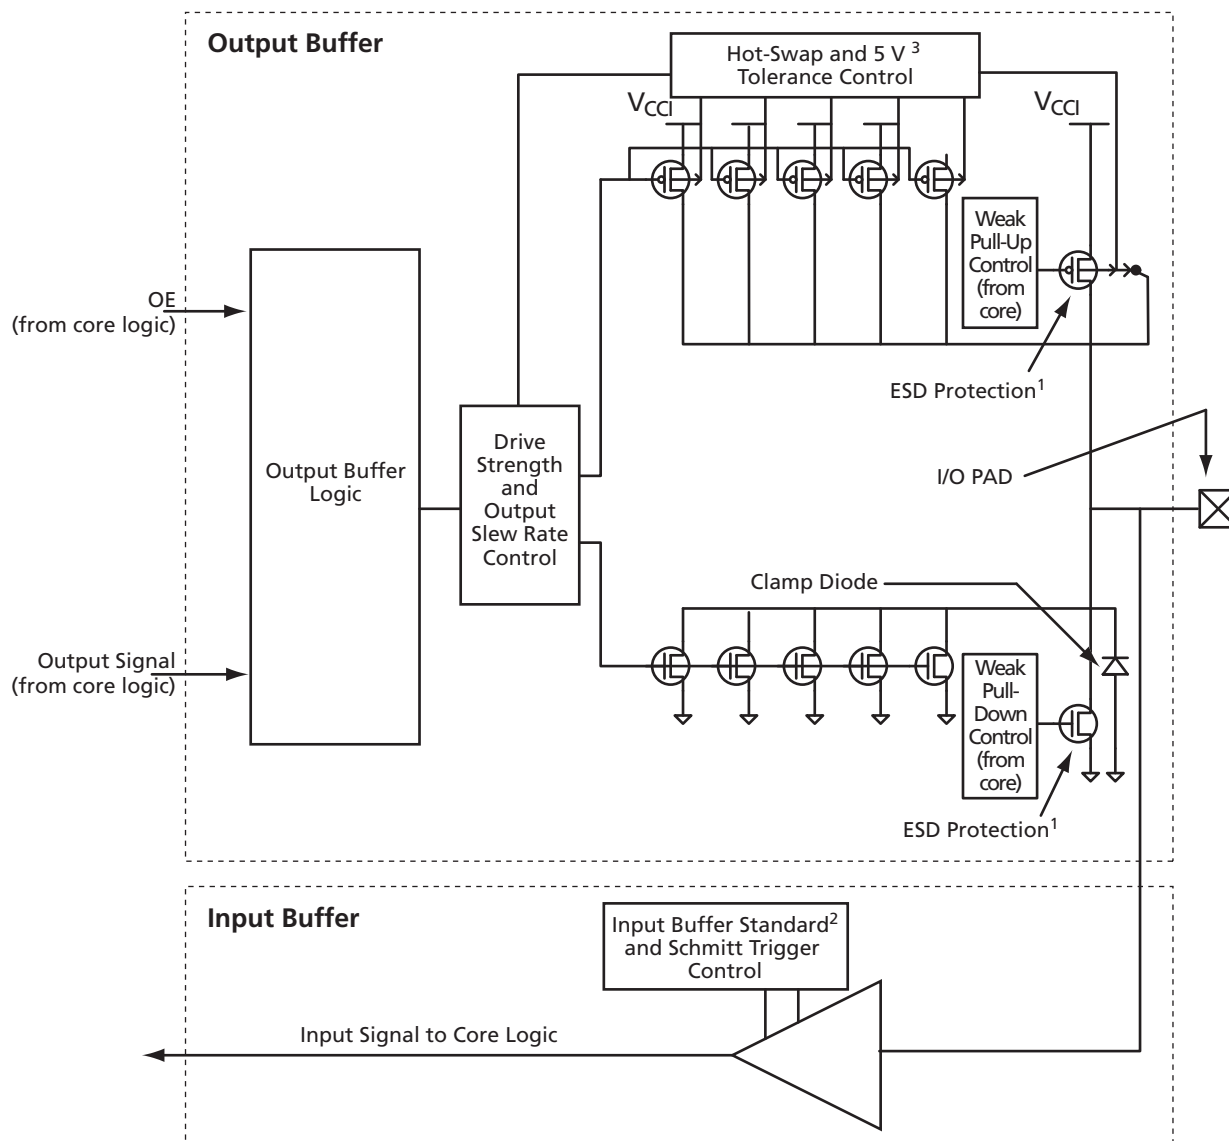 Output Buffer
Hot-Swap and 5 V 3
Tolerance Control
VCCI
VCCI
Weak
Pull-Up
Control
(from
core)
OE
(from core logic)
ESD Protection1
Drive
Strength
and
Output
Slew Rate
Control
Output Buffer
Logic
I/O PAD
Clamp Diode
Output Signal
(from core logic)
Weak
Pull-
Down
Control
(from
core)
ESD Protection1
Input Buffer
Input Buffer Standard2
and Schmitt Trigger
Control
Input Signal to Core Logic